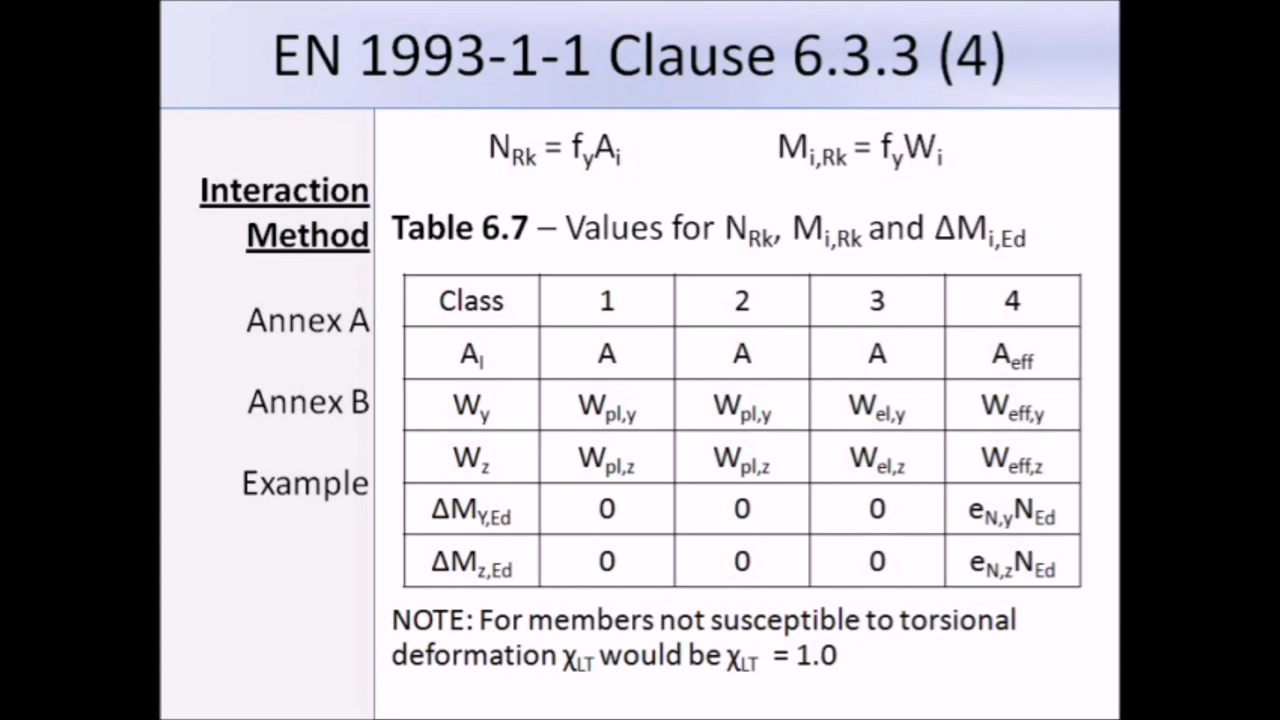 EN 1993-1-1 Clause 6.3.3 (4)
Interaction
Method
Annex A
Annex B
Example
N_Rk = f_yA_i M_i,Rk = f_yW_i
Table 6.7 – Values for N_Rk, M_i,Rk and ΔM_i,Ed
Class 1 2 3 4
A_I A A A A_eff
W_y W_pl,y W_pl,y W_el,y W_eff,y
W_z W_pl,z W_pl,z W_el,z W_eff,z
ΔM_Y,Ed 0 0 0 e_N,yN_Ed
ΔM_z,Ed 0 0 0 e_N,zN_Ed
NOTE: For members not susceptible to torsional
deformation χ_LT would be χ_LT = 1.0